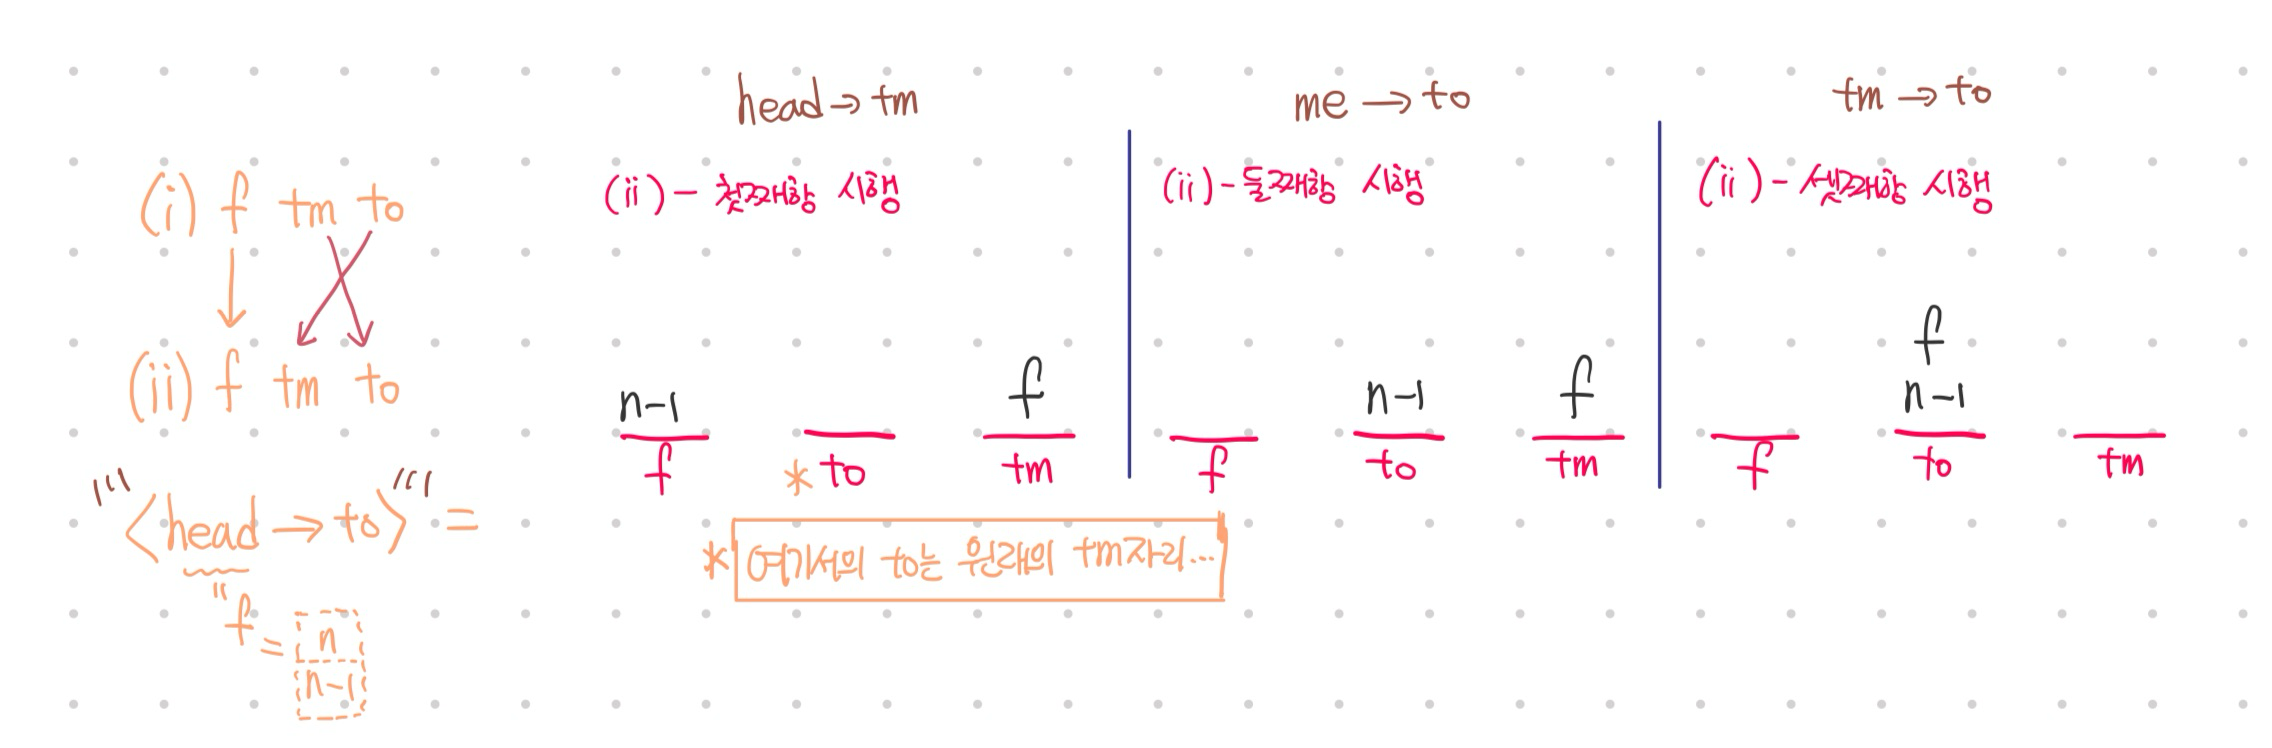 head → tm
me → to
tm → to
(i) f tm to
(ii) - 첫째항 시행
(ii) - 둘째항 시행
(ii) - 셋째항 시행
(ii) f tm to
n-1
f
f
* to
tm
n-1
f
f
to
tm
f
n-1
f
to
tm
"'<head → to>"' =
"f = n
n-1
* 여기서의 to는 원래의 tm자리...